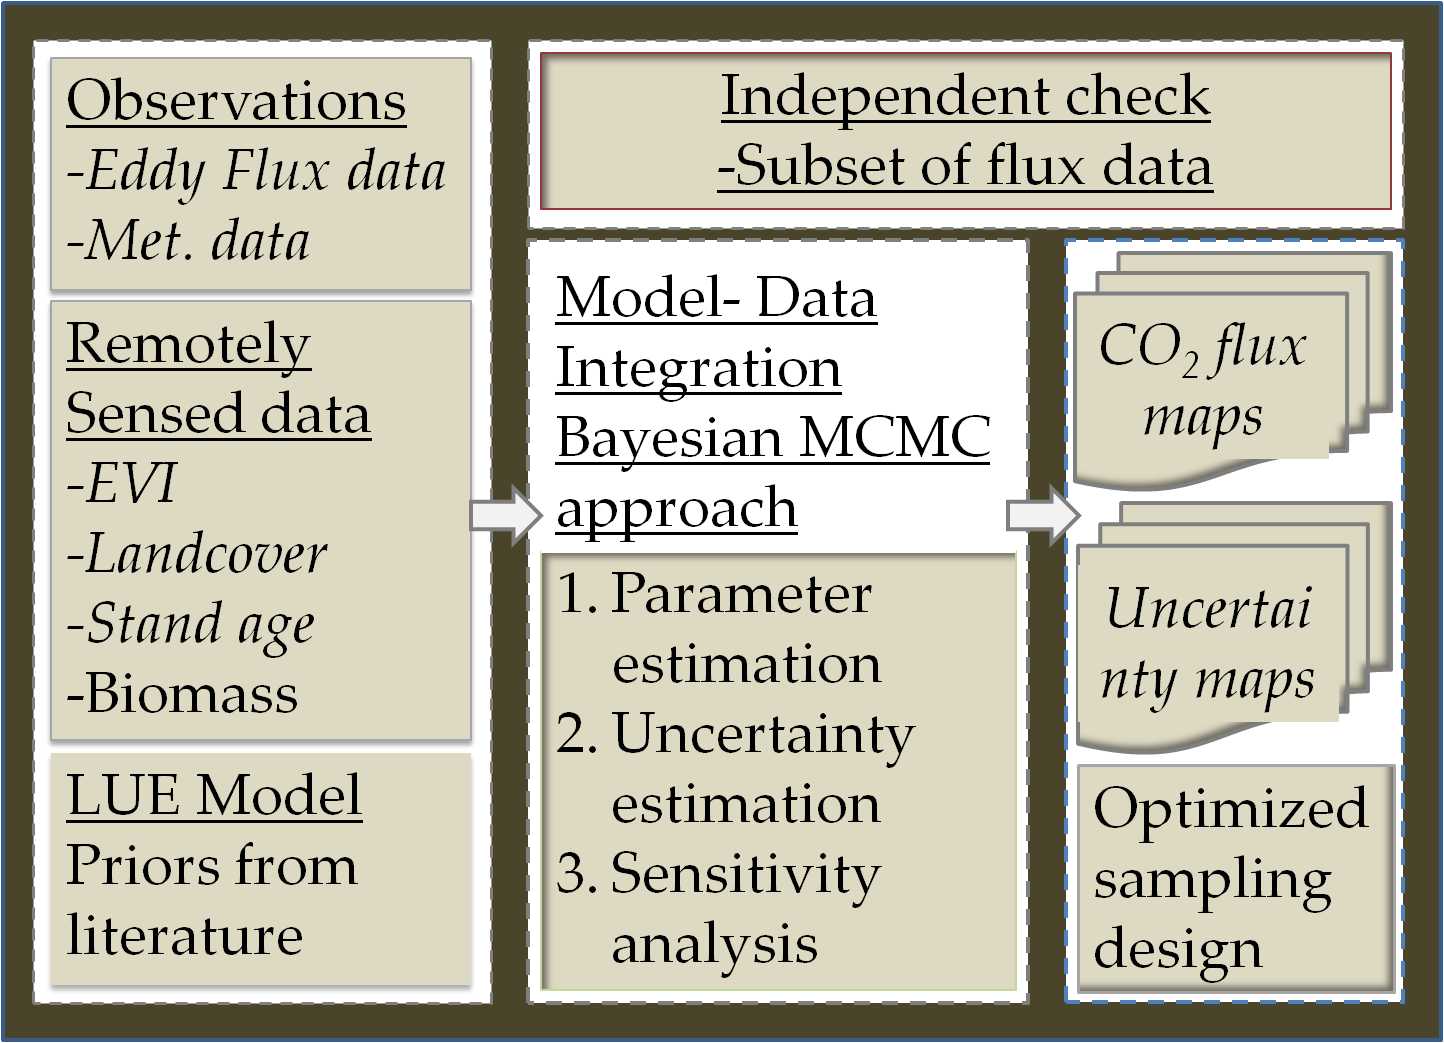 Observations
-Eddy Flux data
-Met. data
Remotely
Sensed data
-EVI
-Landcover
-Stand age
-Biomass
LUE Model
Priors from
literature
Independent check
-Subset of flux data
Model- Data
Integration
Bayesian MCMC
approach
1. Parameter
estimation
2. Uncertainty
estimation
3. Sensitivity
analysis
CO₂ flux
maps
Uncertai
nty maps
Optimized
sampling
design